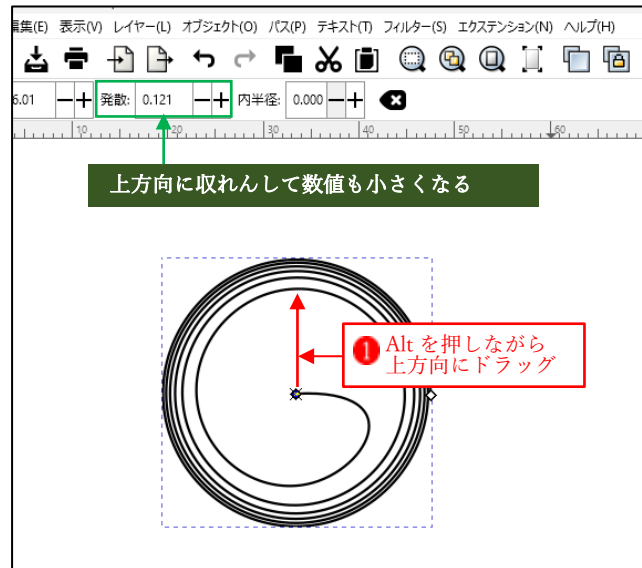 編集(E) 表示(V) レイヤー(L) オブジェクト(O) パス(P) テキスト(T) フィルター(S) エクステンション(N) ヘルプ(H)
6.01 発散: 0.121 内半径: 0.000
10 20 30 40 50 60
上方向に収れんして数値も小さくなる
1 Alt を押しながら
上方向にドラッグ